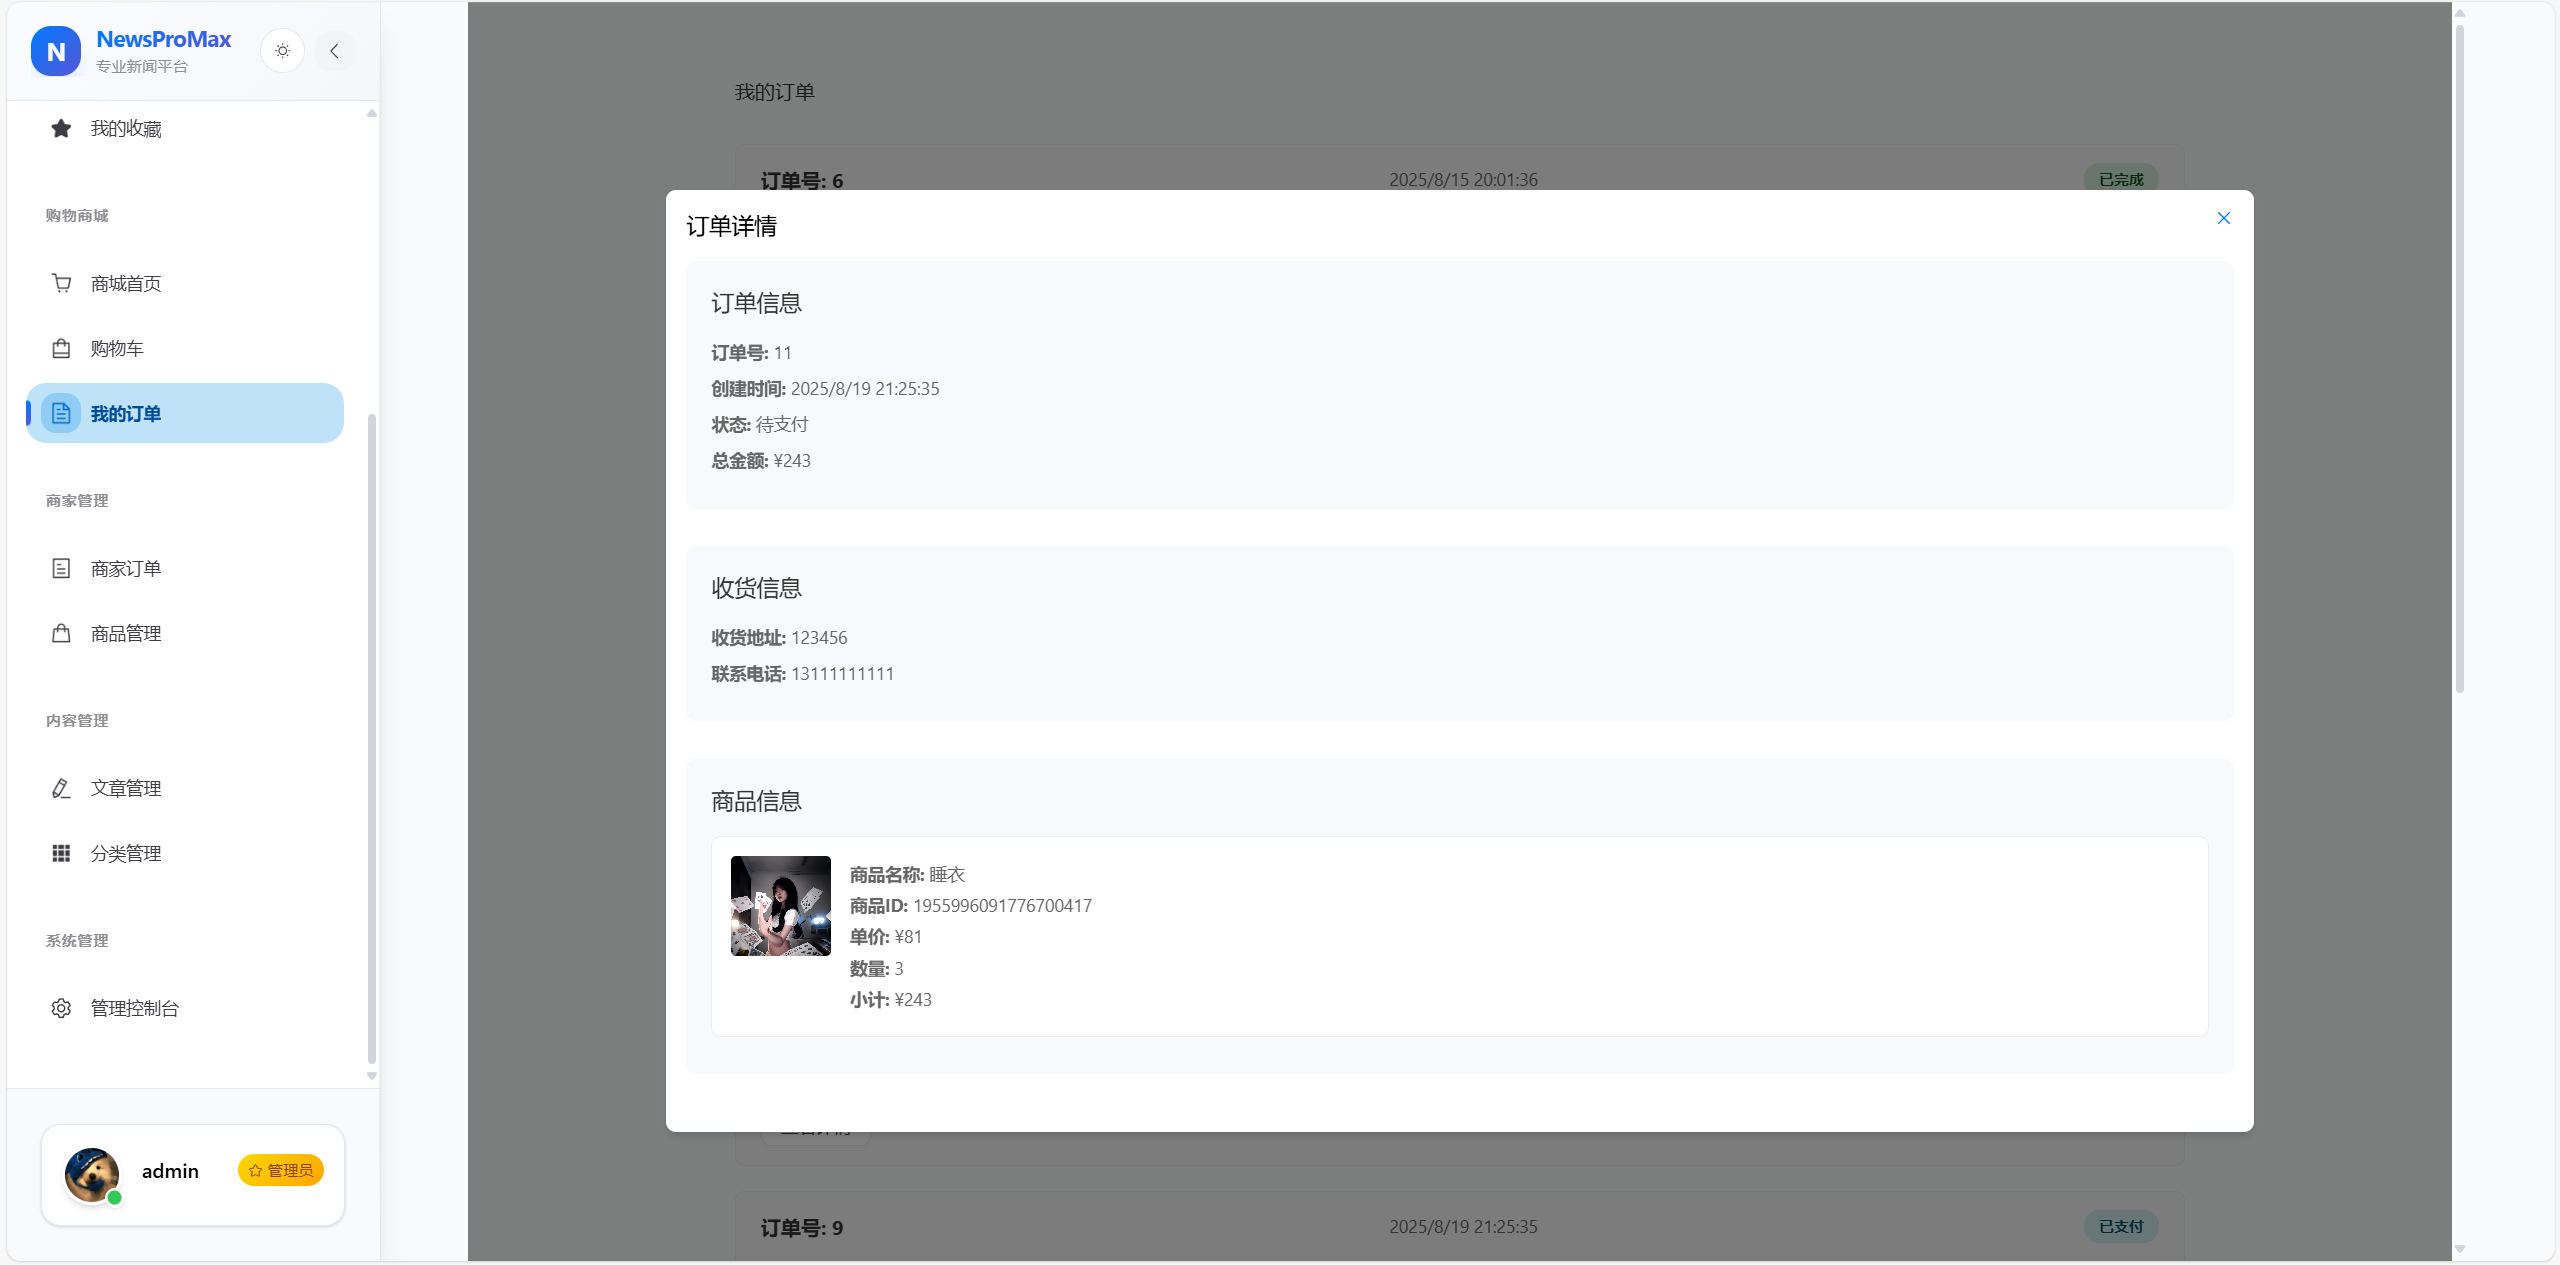 N
NewsProMax
专业新闻平台
我的收藏
购物商城
商城首页
购物车
我的订单
商家管理
商家订单
商品管理
内容管理
文章管理
分类管理
系统管理
管理控制台
admin
管理员
我的订单
订单号: 6
2025/8/15 20:01:36
已完成
订单详情
订单信息
订单号: 11
创建时间: 2025/8/19 21:25:35
状态: 待支付
总金额: ¥243
收货信息
收货地址: 123456
联系电话: 13111111111
商品信息
商品名称: 睡衣
商品ID: 1955996091776700417
单价: ¥81
数量: 3
小计: ¥243
订单号: 9
2025/8/19 21:25:35
已支付